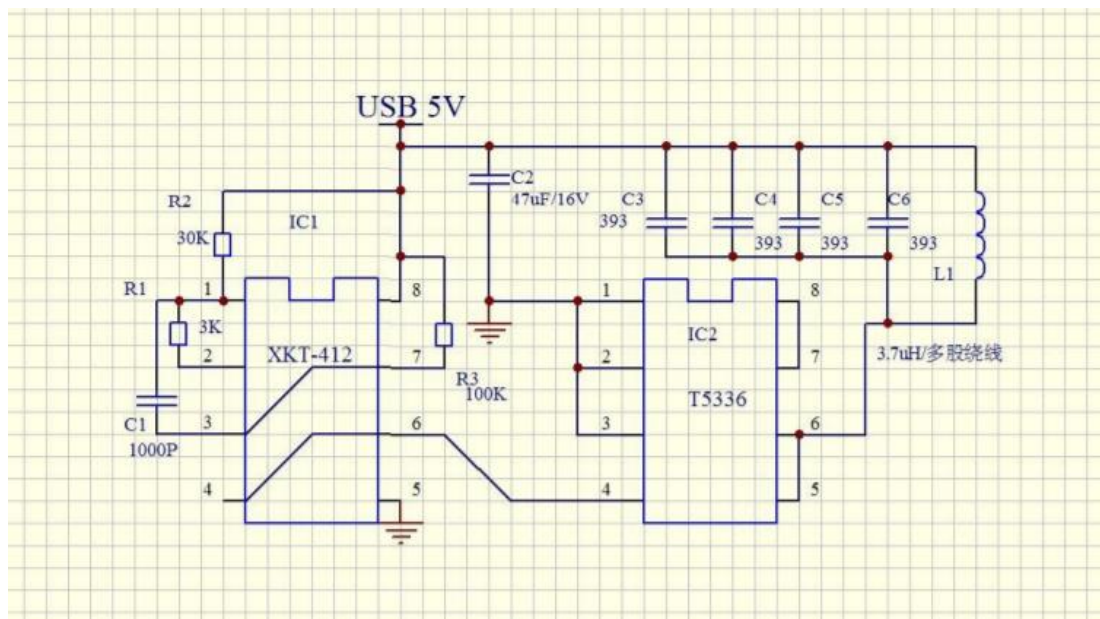 USB 5V
C2
47uF/16V
C3
393
C4
393
C5
393
C6
393
L1
3.7uH/多股绕线
R2
30K
IC1
R1
3K
1
2
3
4
XKT-412
8
7
6
5
C1
1000P
R3
100K
1
2
3
4
IC2
T5336
8
7
6
5